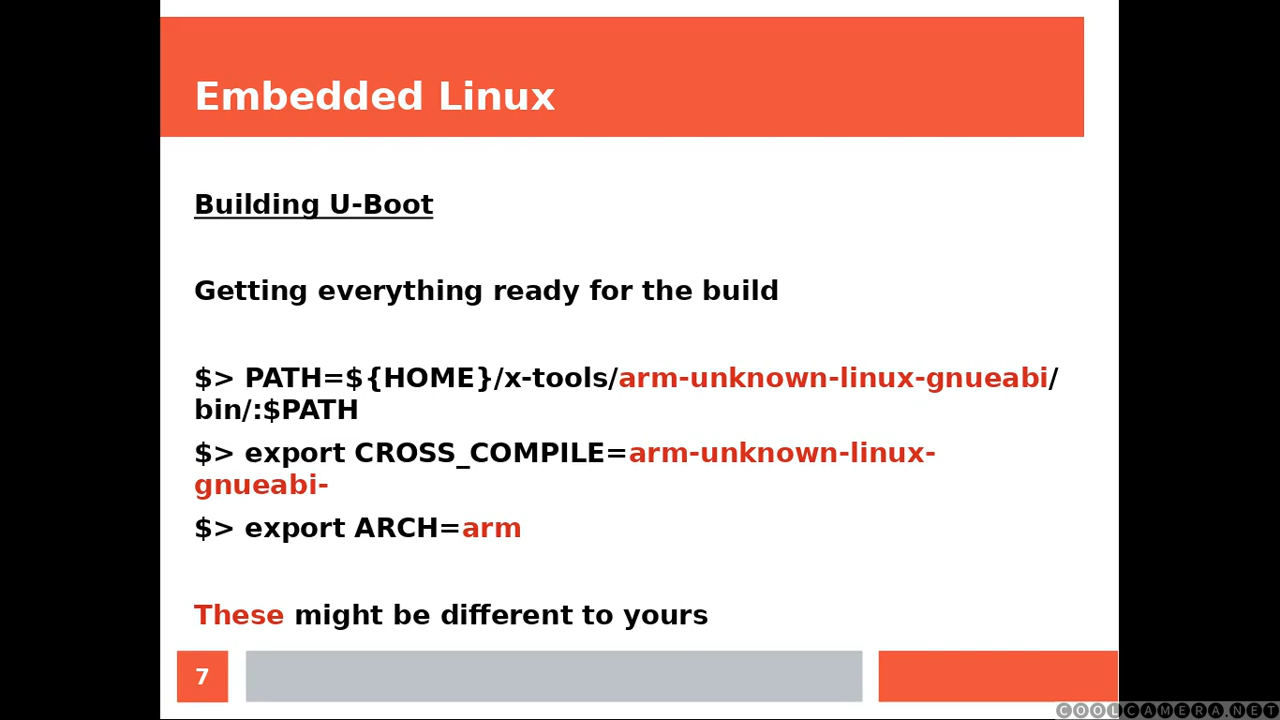 Embedded Linux
Building U-Boot
Getting everything ready for the build
$> PATH=${HOME}/x-tools/arm-unknown-linux-gnueabi/
bin/:$PATH
$> export CROSS_COMPILE=arm-unknown-linux-
gnueabi-
$> export ARCH=arm
These might be different to yours
7
COOLCAMERA.NET